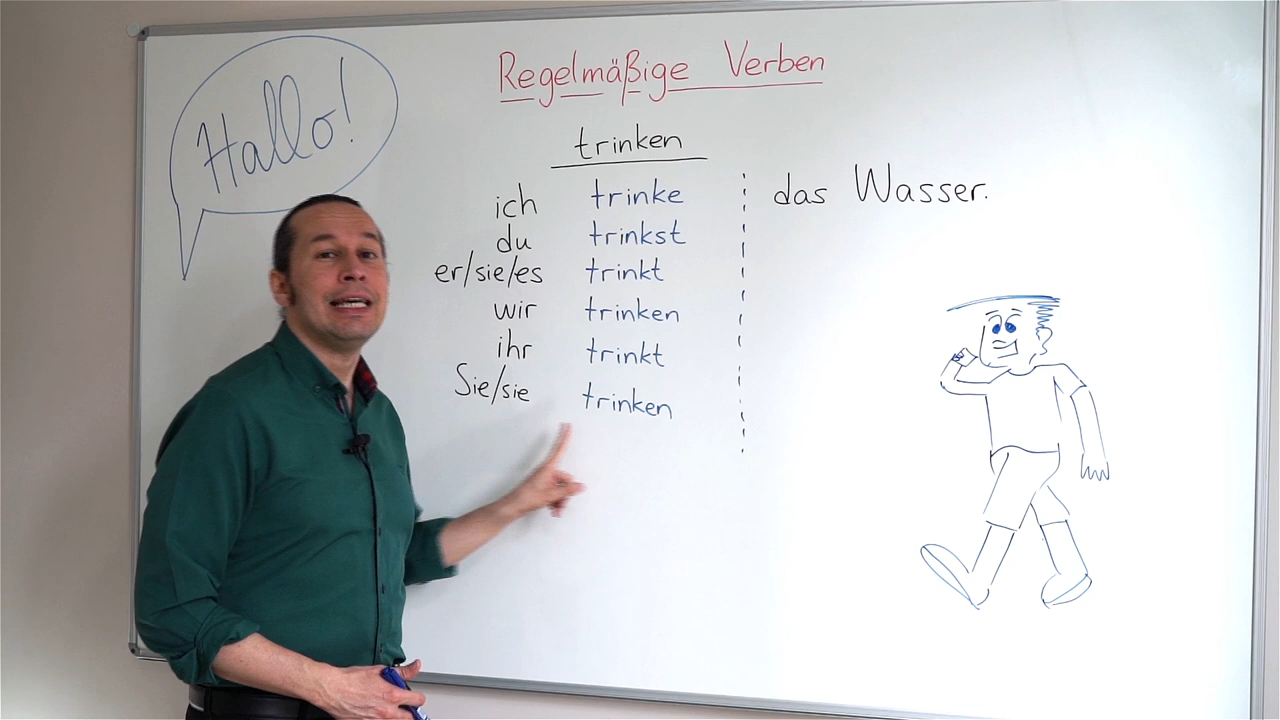 Hallo!
Regelmäßige Verben
trinken
ich trinke das Wasser.
du trinkst
er/sie/es trinkt
wir trinken
ihr trinkt
Sie/sie trinken